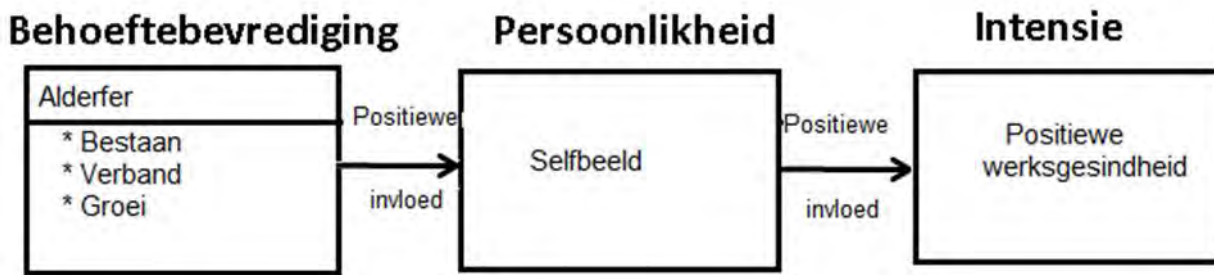 Behoeftebevrediging
Persoonlikheid
Intensie
Alderfer
* Bestaan
* Verband
* Groei
Positiewe
invloed
Selfbeeld
Positiewe
invloed
Positiewe
werksgesindheid